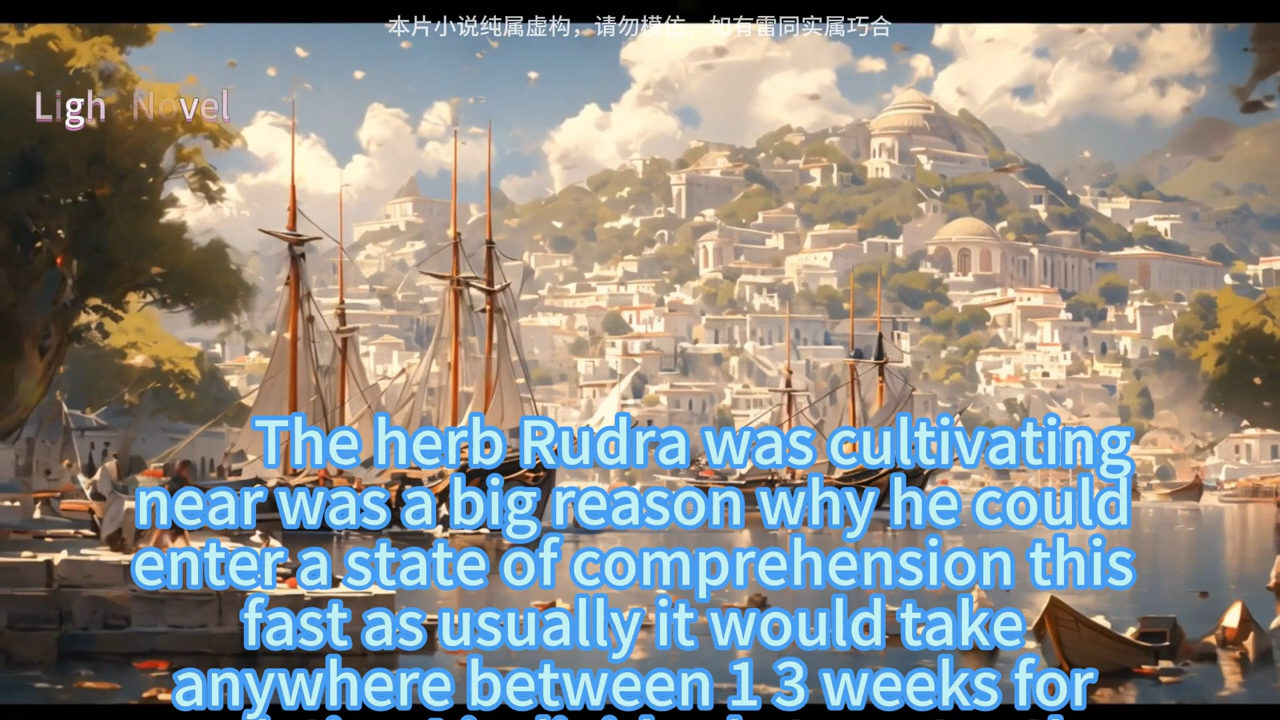 本片小说纯属虚构，请勿模仿，如有雷同实属巧合
Ligh Novel
The herb Rudra was cultivating
near was a big reason why he could
enter a state of comprehension this
fast as usually it would take
anywhere between 1 3 weeks for